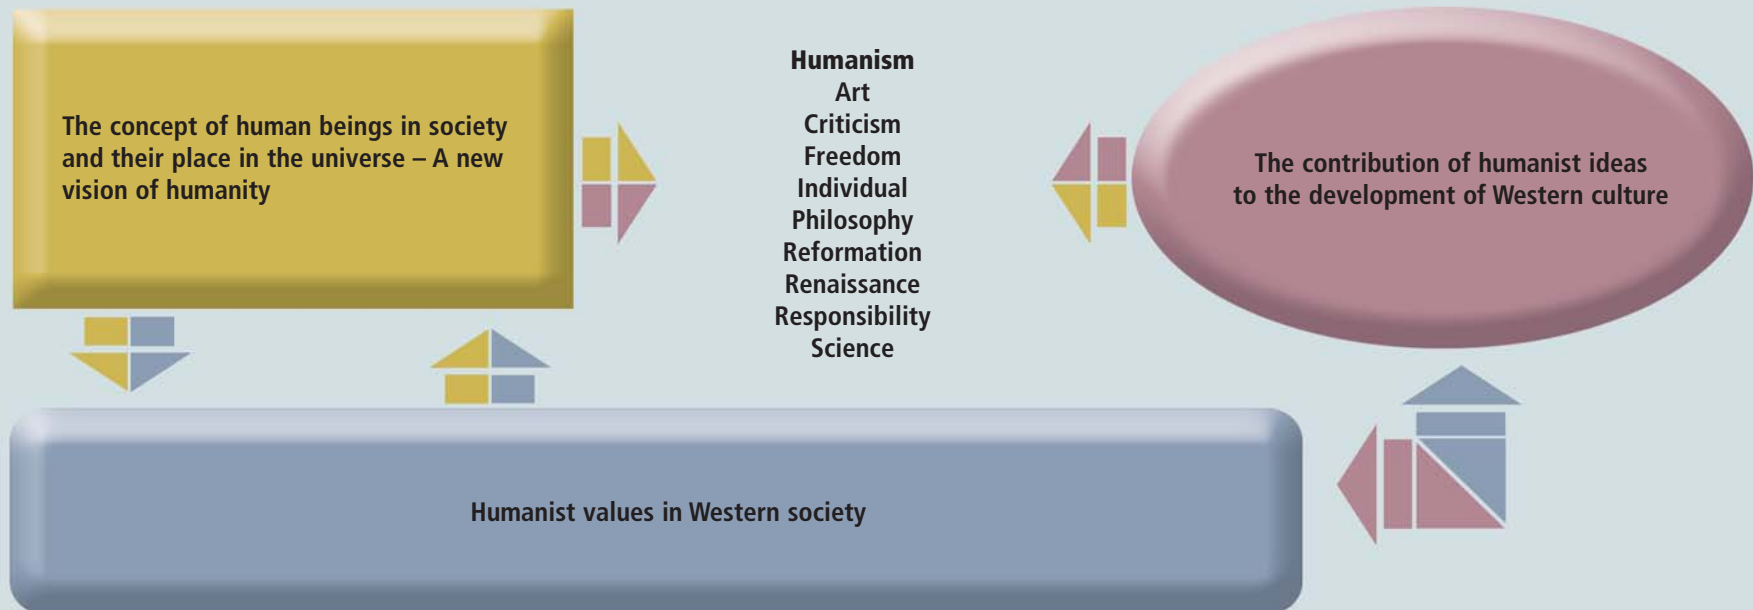 The concept of human beings in society
and their place in the universe – A new
vision of humanity
Humanism
Art
Criticism
Freedom
Individual
Philosophy
Reformation
Renaissance
Responsibility
Science
The contribution of humanist ideas
to the development of Western culture
Humanist values in Western society